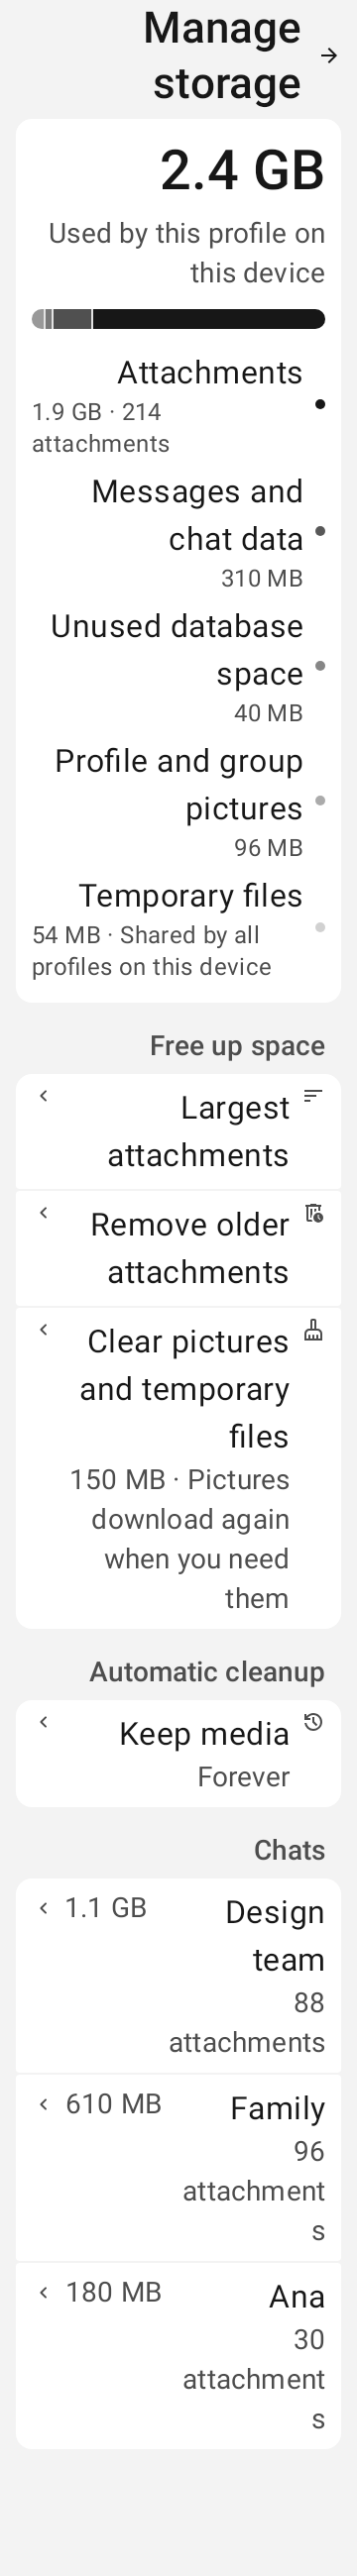 Manage
storage
2.4 GB
Used by this profile on
this device
Attachments
1.9 GB · 214
attachments
Messages and
chat data
310 MB
Unused database
space
40 MB
Profile and group
pictures
96 MB
Temporary files
54 MB · Shared by all
profiles on this device
Free up space
Largest
attachments
Remove older
attachments
Clear pictures
and temporary
files
150 MB · Pictures
download again
when you need
them
Automatic cleanup
Keep media
Forever
Chats
Design
team
1.1 GB
88
attachments
Family
610 MB
96
attachment
s
Ana
180 MB
30
attachment
s